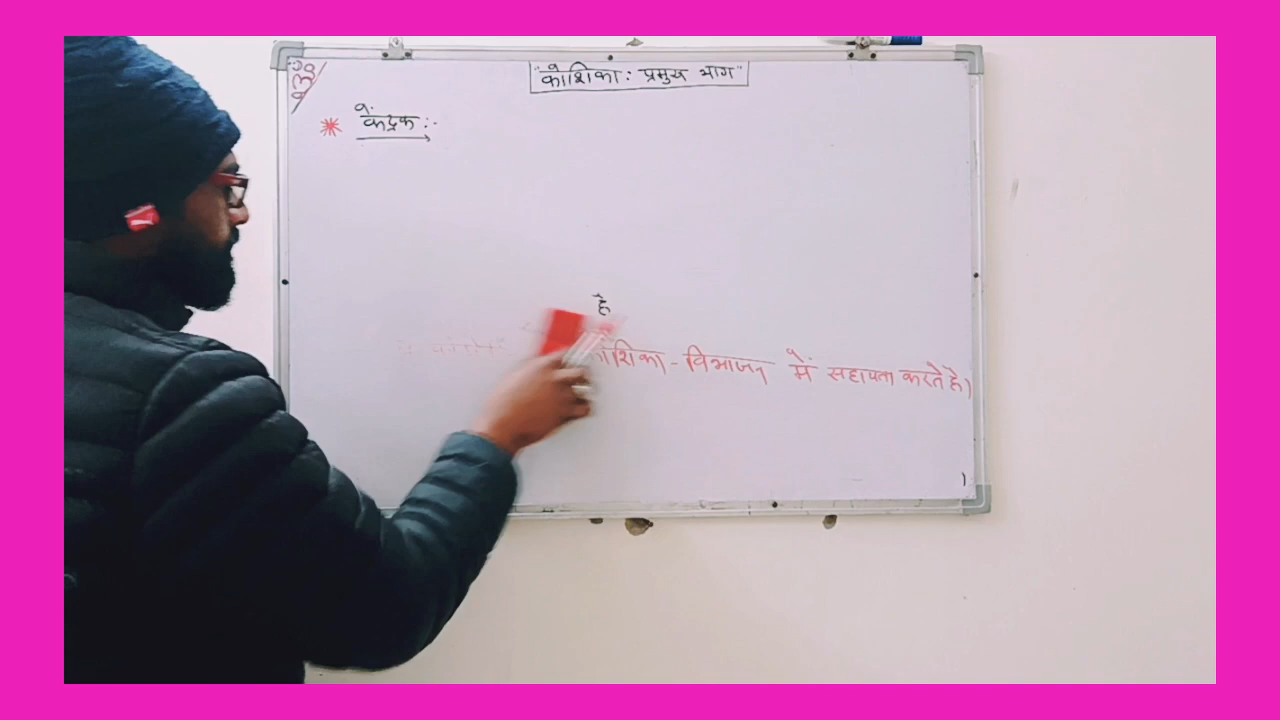 "कोशिका: प्रमुख भाग"
* केंद्रक :-
है
कोशिका - विभाजन में सहायता करते है।